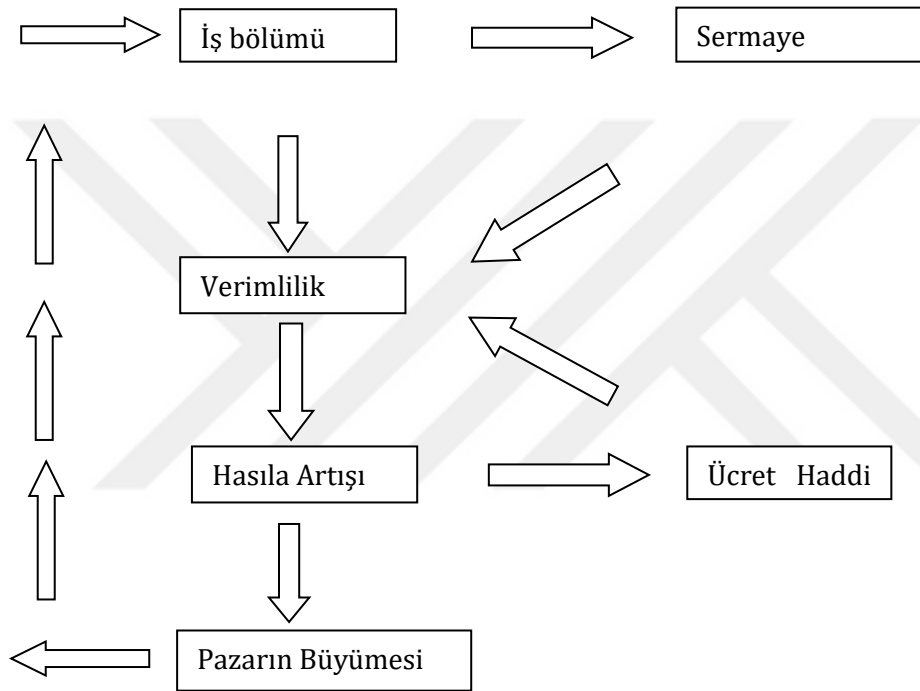 İş bölümü
Sermaye
Verimlilik
Hasıla Artışı
Ücret Haddi
Pazarın Büyümesi